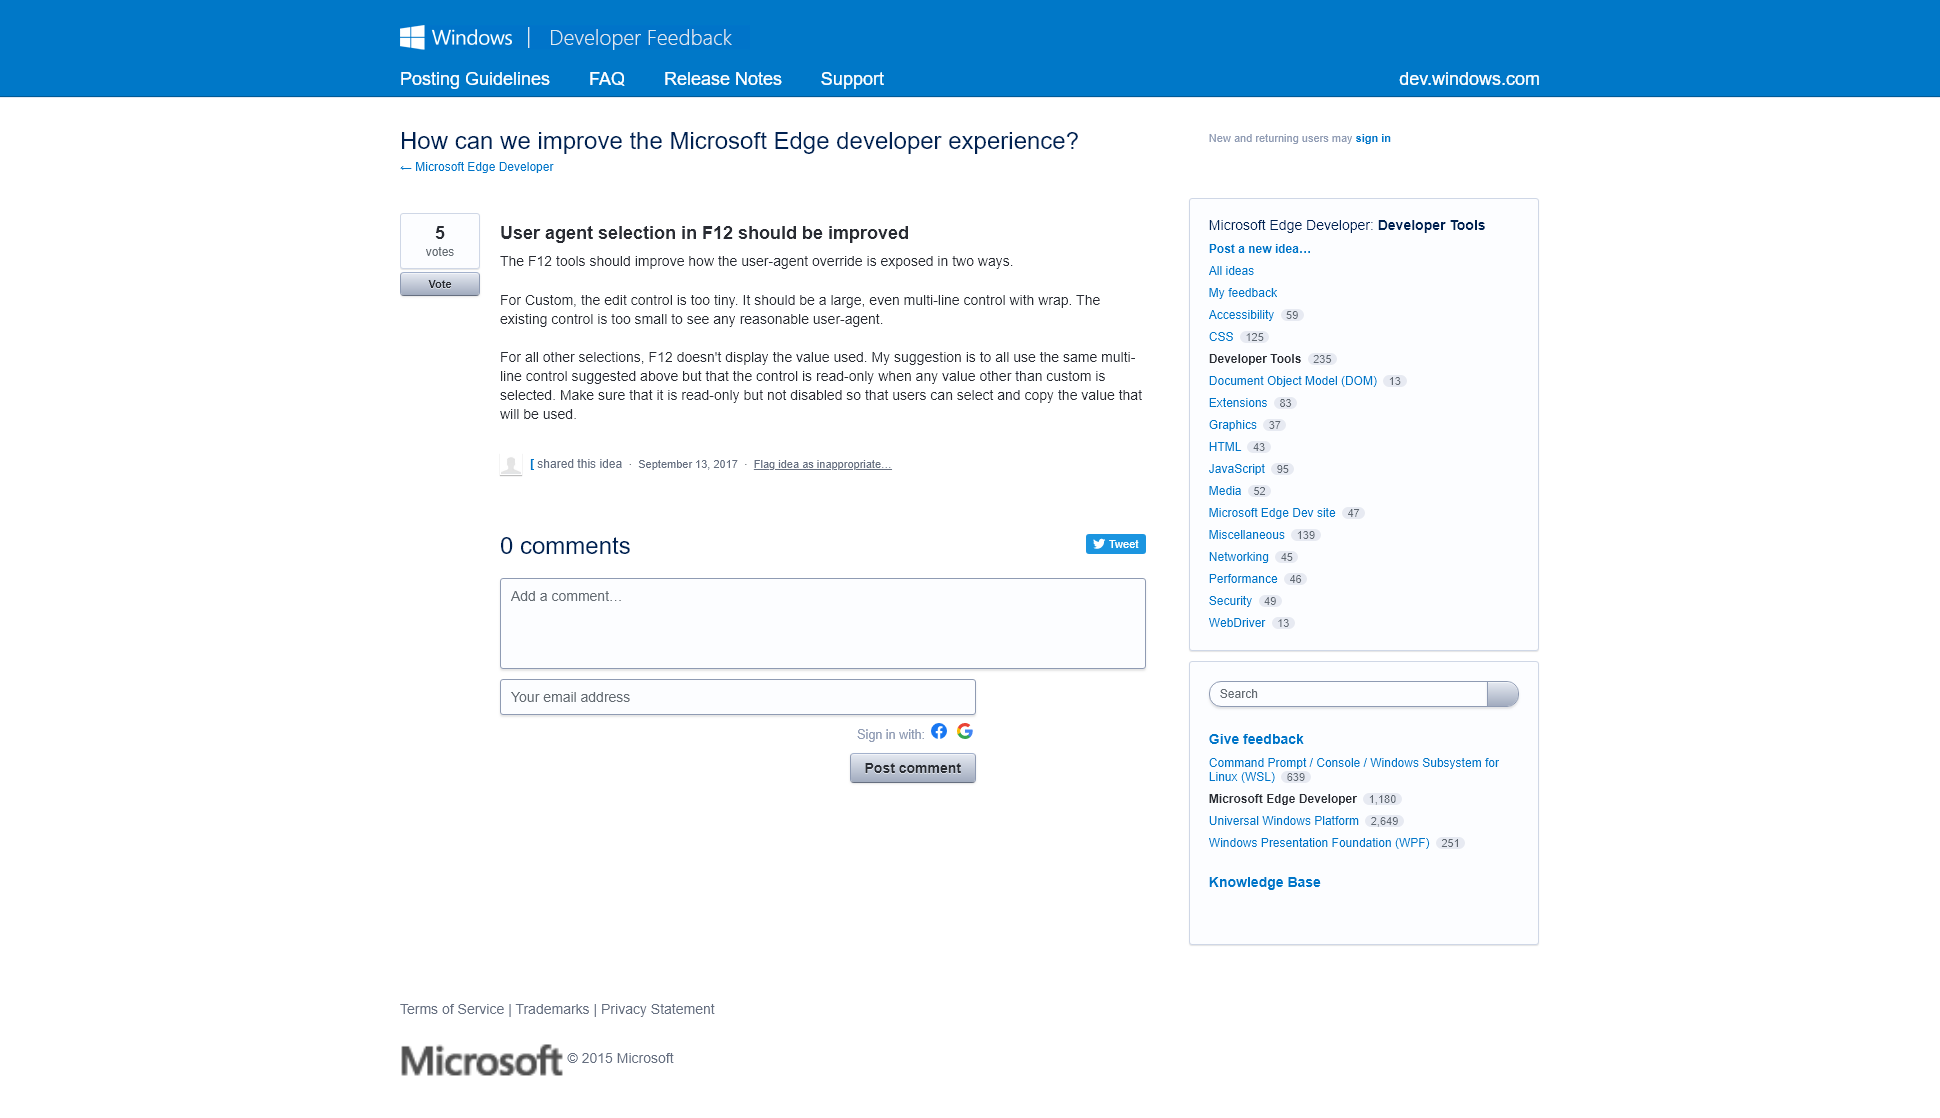 Windows | Developer Feedback
Posting Guidelines FAQ Release Notes Support dev.windows.com
How can we improve the Microsoft Edge developer experience?
← Microsoft Edge Developer
New and returning users may sign in
5
votes
Vote
User agent selection in F12 should be improved
The F12 tools should improve how the user-agent override is exposed in two ways.
For Custom, the edit control is too tiny. It should be a large, even multi-line control with wrap. The
existing control is too small to see any reasonable user-agent.
For all other selections, F12 doesn't display the value used. My suggestion is to all use the same multi-
line control suggested above but that the control is read-only when any value other than custom is
selected. Make sure that it is read-only but not disabled so that users can select and copy the value that
will be used.
[ shared this idea · September 13, 2017 · Flag idea as inappropriate…
0 comments
Tweet
Add a comment…
Your email address
Sign in with:
Post comment
Microsoft Edge Developer: Developer Tools
Post a new idea…
All ideas
My feedback
Accessibility 59
CSS 125
Developer Tools 235
Document Object Model (DOM) 13
Extensions 83
Graphics 37
HTML 43
JavaScript 95
Media 52
Microsoft Edge Dev site 47
Miscellaneous 139
Networking 45
Performance 46
Security 49
WebDriver 13
Search
Give feedback
Command Prompt / Console / Windows Subsystem for
Linux (WSL) 639
Microsoft Edge Developer 1,180
Universal Windows Platform 2,649
Windows Presentation Foundation (WPF) 251
Knowledge Base
Terms of Service | Trademarks | Privacy Statement
Microsoft © 2015 Microsoft